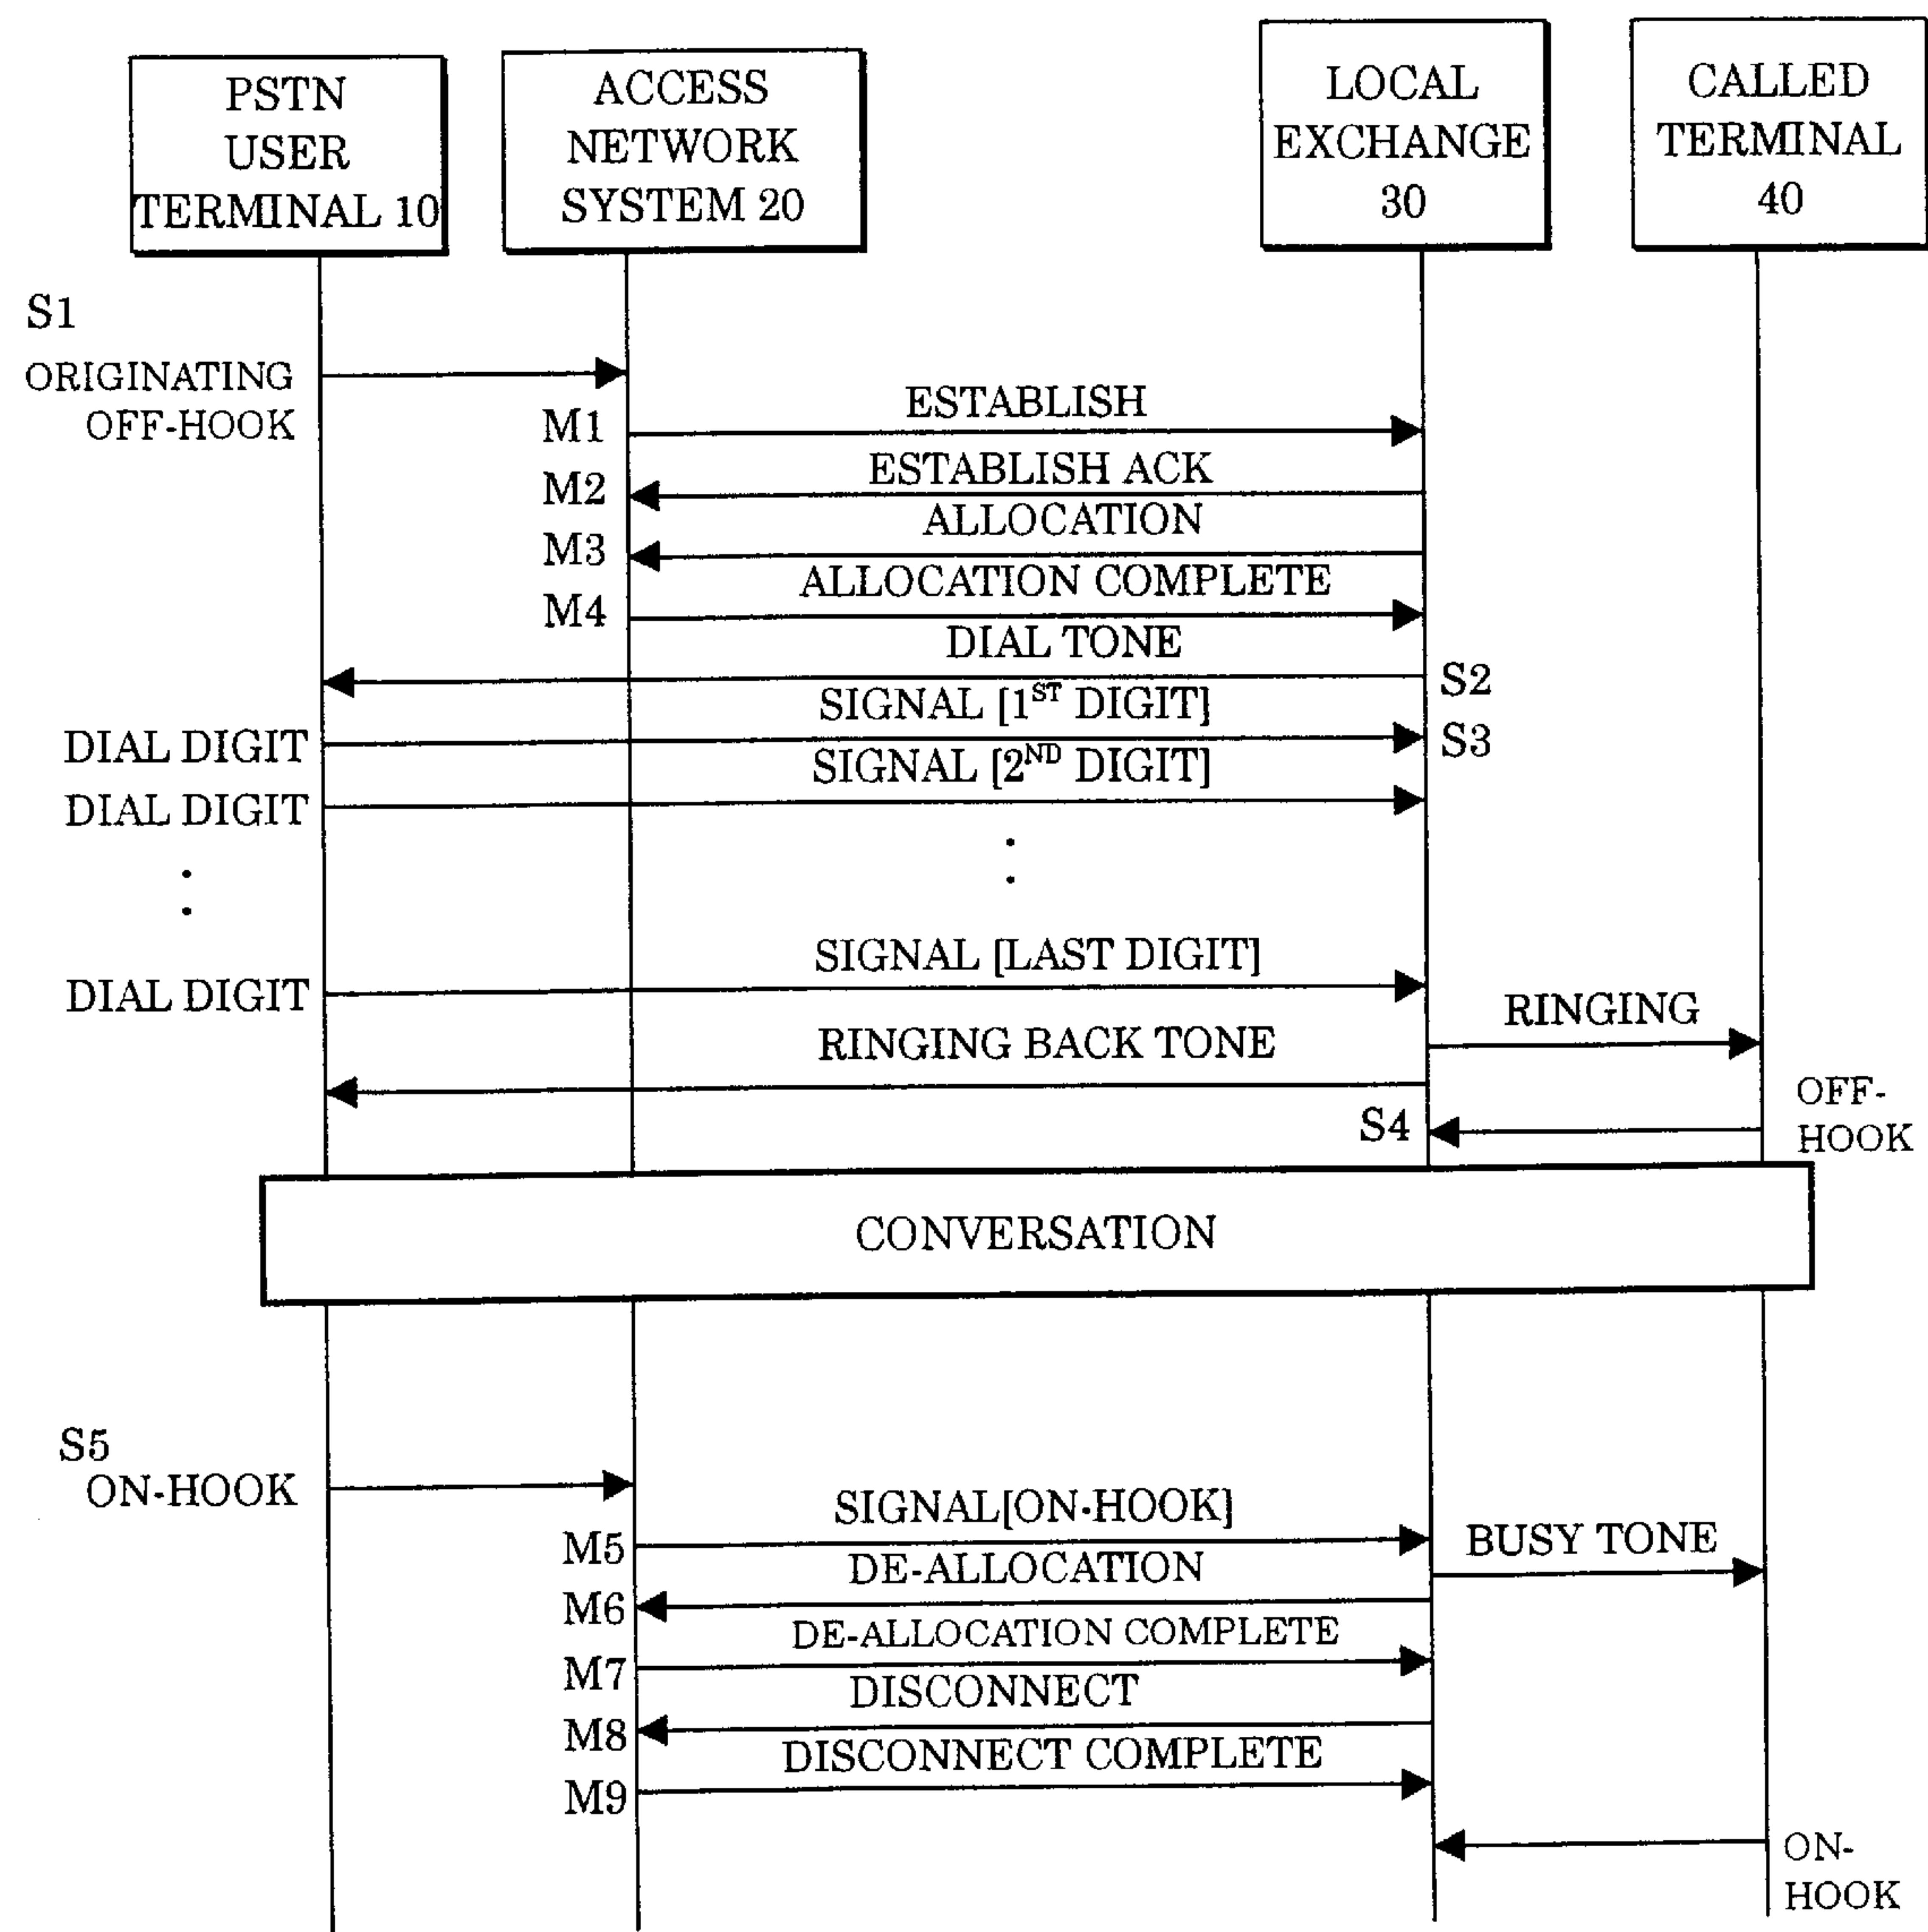 PSTN
USER
TERMINAL 10
ACCESS
NETWORK
SYSTEM 20
LOCAL
EXCHANGE
30
CALLED
TERMINAL
40
S1
ORIGINATING
OFF-HOOK
ESTABLISH
M1
ESTABLISH ACK
M2
ALLOCATION
M3
ALLOCATION COMPLETE
M4
DIAL TONE
S2
SIGNAL [1ST DIGIT]
DIAL DIGIT
S3
SIGNAL [2ND DIGIT]
DIAL DIGIT
SIGNAL [LAST DIGIT]
DIAL DIGIT
RINGING
RINGING BACK TONE
OFF-
HOOK
S4
CONVERSATION
S5
ON-HOOK
SIGNAL[ON-HOOK]
M5
BUSY TONE
DE-ALLOCATION
M6
DE-ALLOCATION COMPLETE
M7
DISCONNECT
M8
DISCONNECT COMPLETE
M9
ON-
HOOK